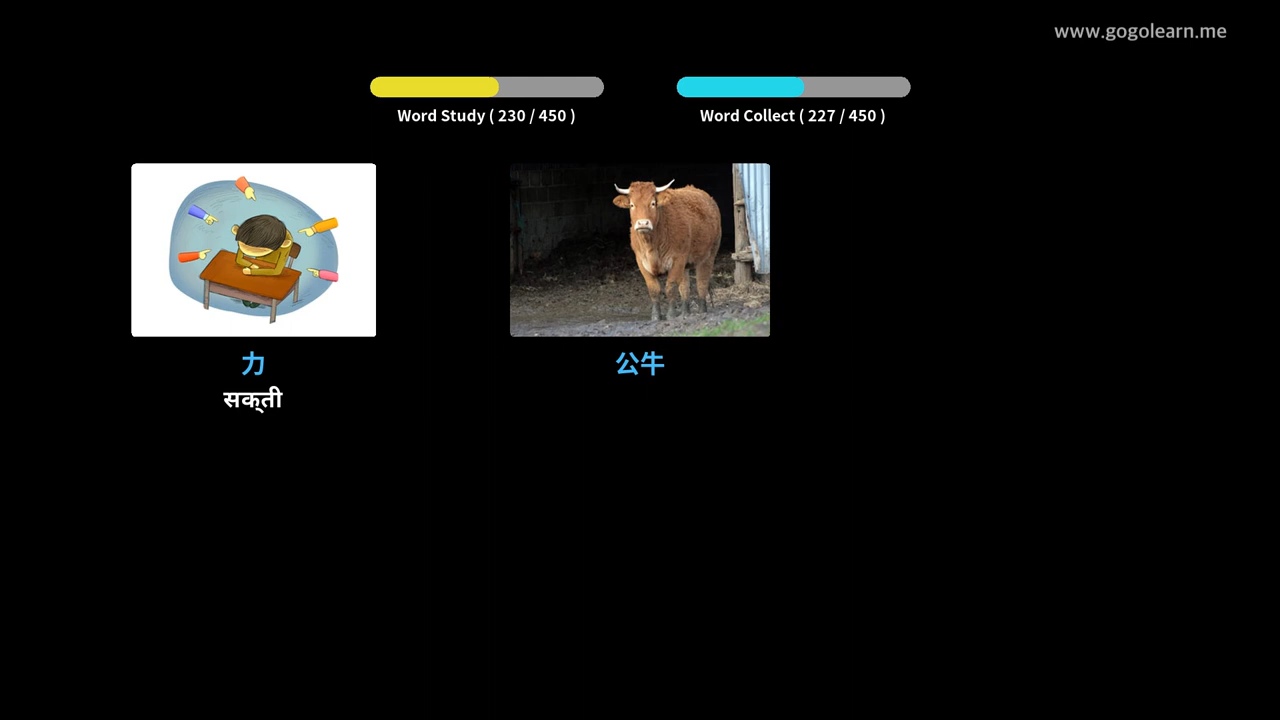 www.gogolearn.me
Word Study ( 230 / 450 )
Word Collect ( 227 / 450 )
力
सक्ती
公牛